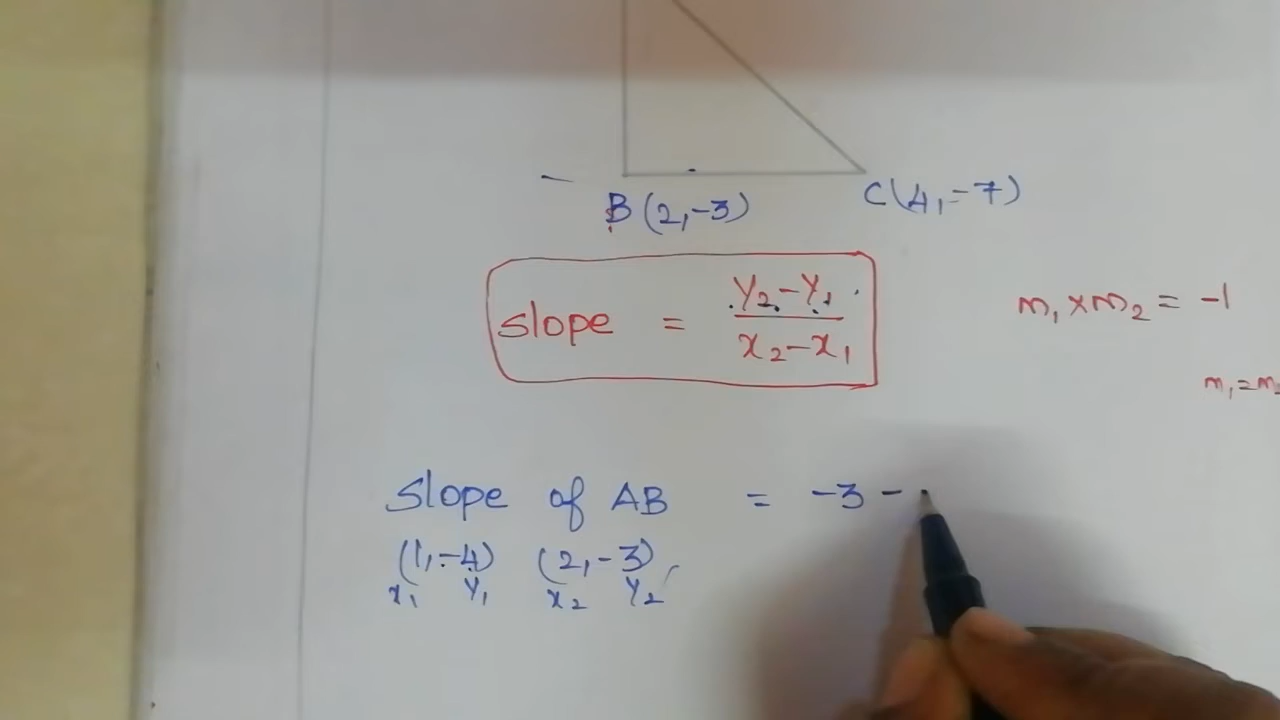 B(2,-3)
C(4,-7)
slope = y₂-y₁ / x₂-x₁
m₁ x m₂ = -1
m₁=m
Slope of AB = -3 -
(1,-4) (2,-3)
x₁ y₁ x₂ y₂